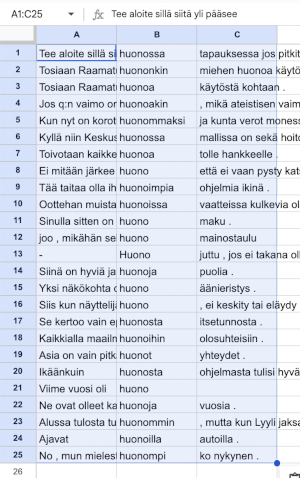 A1:C25 fx Tee aloite sillä siitä yli pääsee
A B C
1 Tee aloite sillä si huonossa tapauksessa jos pitkit
2 Tosiaan Raamat huonokin miehen huonoa käytö
3 Tosiaan Raamat huonoa käytöstä kohtaan .
4 Jos q:n vaimo or huonoakin , mikä ateistisen vaim
5 Kun nyt on korot huonommaksi ja kunta verot moness
6 Kyllä niin Keskus huonossa mallissa on sekä hoito
7 Toivotaan kaikke huonoa tolle hankkeelle .
8 Ei mitään järkee huono että ei vaan pysty kat
9 Tää taitaa olla ih huonoimpia ohjelmia ikinä .
10 Oottehan muista huonoissa vaatteissa kulkevia ol
11 Sinulla sitten on huono maku .
12 joo , mikähän se huono mainostaulu
13 - Huono juttu , jos ei takana oll
14 Siinä on hyviä ja huonoja puolia .
15 Yksi näkökohta o huono äänieristys .
16 Siis kun näyttelijä huono , ei keskity tai eläydy
17 Se kertoo vain e huonosta itsetunnosta .
18 Kaikkialla maailm huonoihin olosuhteisiin .
19 Asia on vain pitk huonot yhteydet .
20 Ikäänkuin huonosta ohjelmasta tulisi hyvä
21 Viime vuosi oli huono
22 Ne ovat olleet ka huonoja vuosia .
23 Alussa tulosta tu huonommin , mutta kun Lyyli jaksa
24 Ajavat huonoilla autoilla .
25 No , mun mieles huonompi ko nykynen .
26